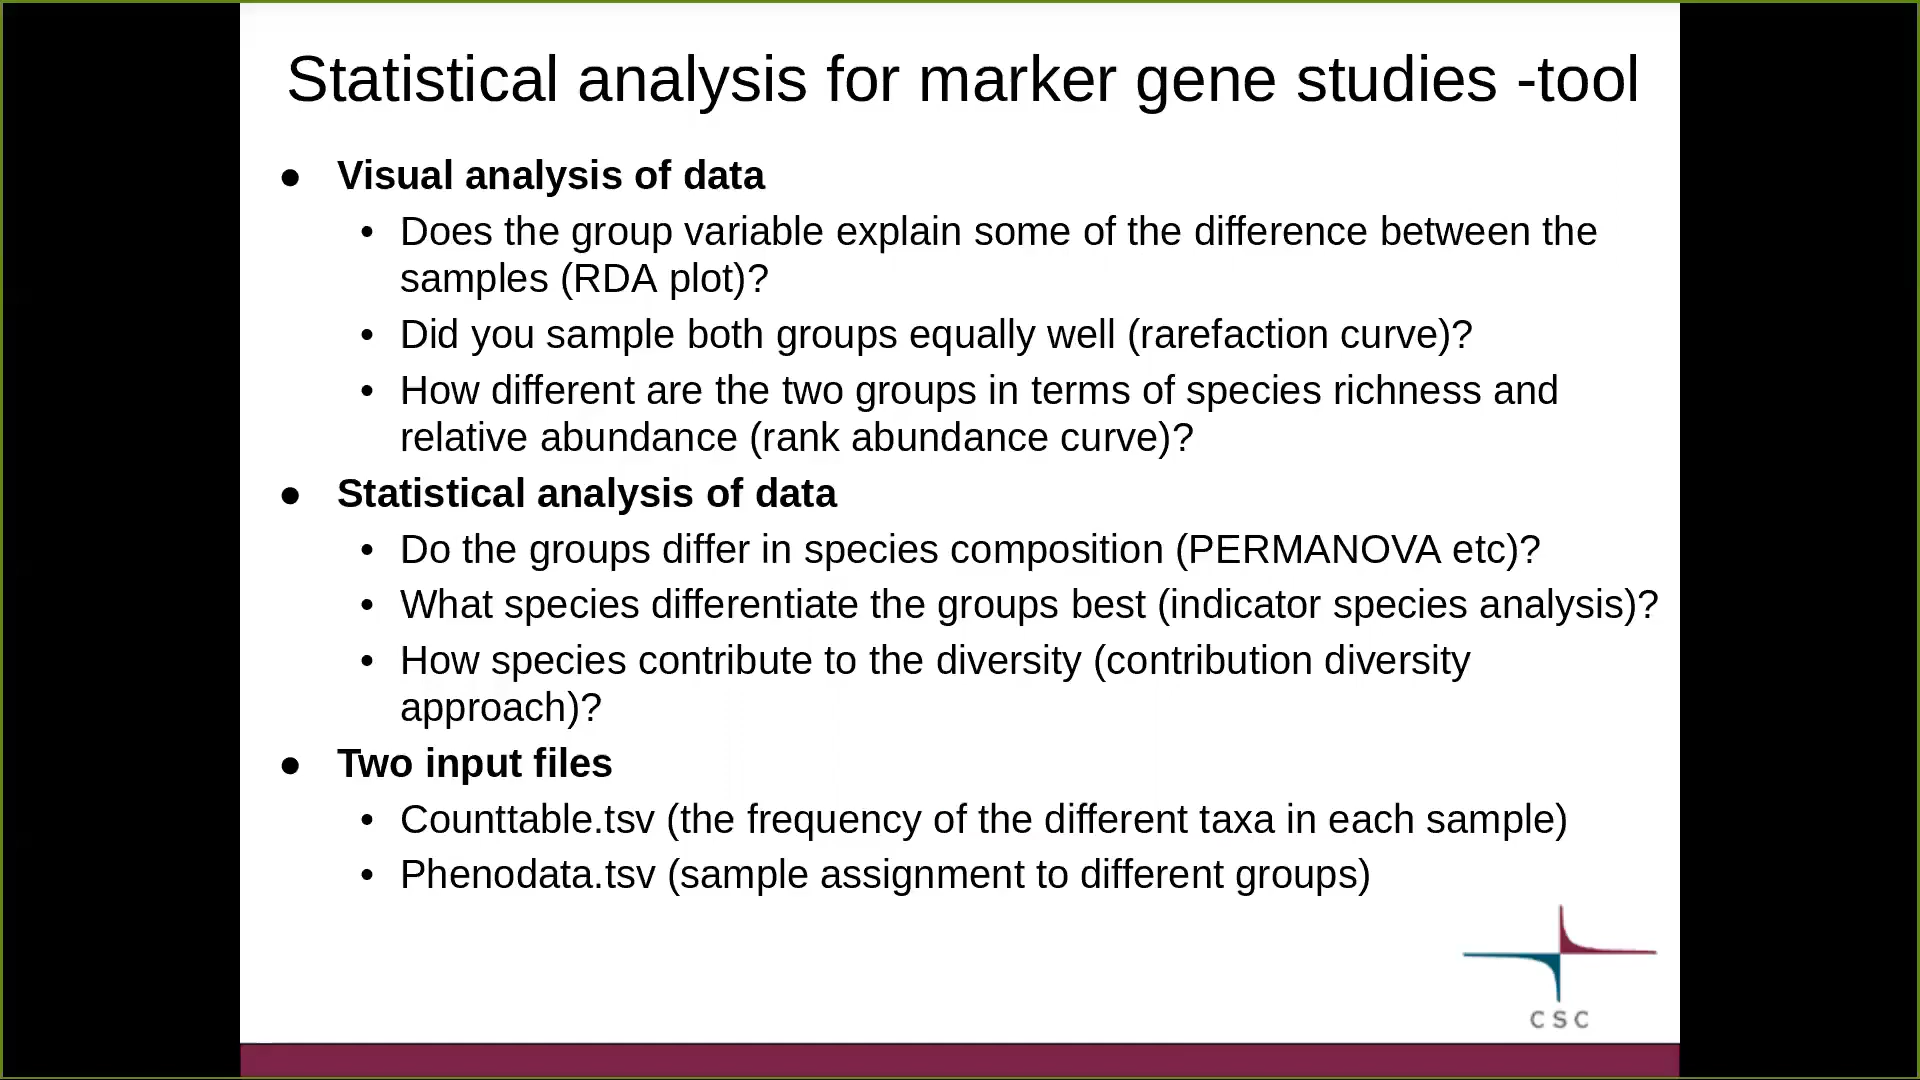 Statistical analysis for marker gene studies -tool
● Visual analysis of data
• Does the group variable explain some of the difference between the
samples (RDA plot)?
• Did you sample both groups equally well (rarefaction curve)?
• How different are the two groups in terms of species richness and
relative abundance (rank abundance curve)?
● Statistical analysis of data
• Do the groups differ in species composition (PERMANOVA etc)?
• What species differentiate the groups best (indicator species analysis)?
• How species contribute to the diversity (contribution diversity
approach)?
● Two input files
• Counttable.tsv (the frequency of the different taxa in each sample)
• Phenodata.tsv (sample assignment to different groups)
CSC